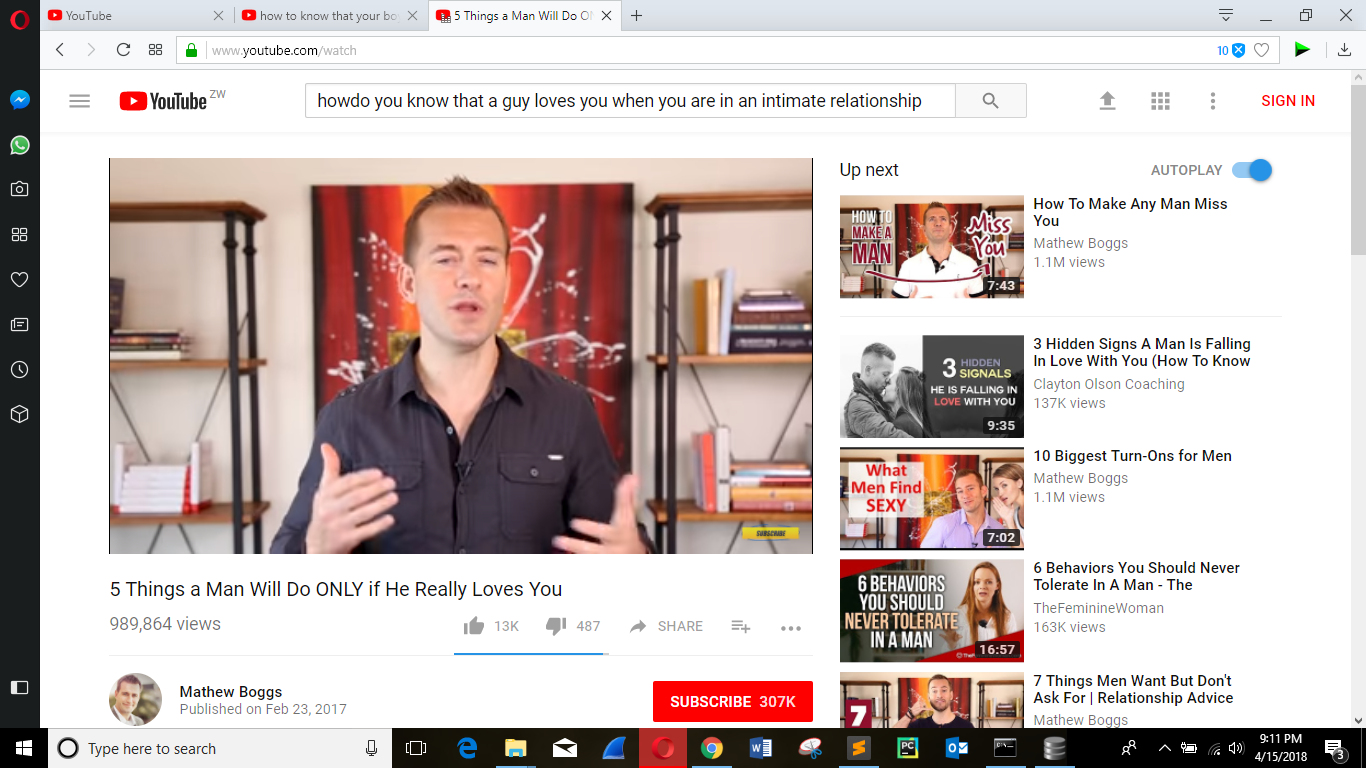 YouTube
how to know that your bo
5 Things a Man Will Do O
www.youtube.com/watch
10
YouTube ZW
howdo you know that a guy loves you when you are in an intimate relationship
SIGN IN
SUBSCRIBE
5 Things a Man Will Do ONLY if He Really Loves You
989,864 views
13K
487
SHARE
Mathew Boggs
Published on Feb 23, 2017
SUBSCRIBE 307K
Up next
AUTOPLAY
HOW TO
MAKE A
MAN
Miss
You
7:43
How To Make Any Man Miss
You
Mathew Boggs
1.1M views
3 HIDDEN
SIGNALS
HE IS FALLING IN
LOVE WITH YOU
9:35
3 Hidden Signs A Man Is Falling
In Love With You (How To Know
Clayton Olson Coaching
137K views
What
Men Find
SEXY
7:02
10 Biggest Turn-Ons for Men
Mathew Boggs
1.1M views
6 BEHAVIORS
YOU SHOULD
NEVER TOLERATE
IN A MAN
16:57
6 Behaviors You Should Never
Tolerate In A Man - The
TheFeminineWoman
163K views
7
7 Things Men Want But Don't
Ask For | Relationship Advice
Mathew Boggs
Type here to search
9:11 PM
4/15/2018
3